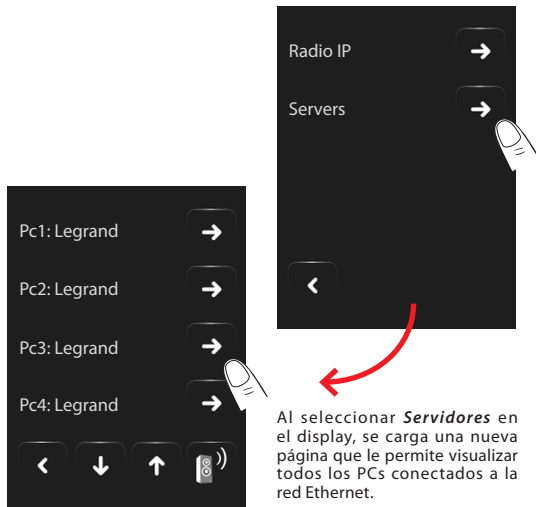 Radio IP
Servers
Pc1: Legrand
Pc2: Legrand
Pc3: Legrand
Pc4: Legrand
Al seleccionar Servidores en
el display, se carga una nueva
página que le permite visualizar
todos los PCs conectados a la
red Ethernet.